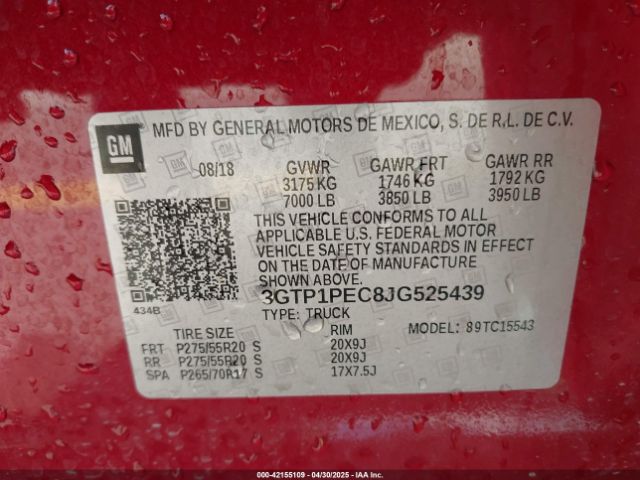 GM
MFD BY GENERAL MOTORS DE MEXICO, S. DE R.L. DE C.V.
08/18 GVWR GAWR FRT GAWR RR
3175 KG 1746 KG 1792 KG
7000 LB 3850 LB 3950 LB
THIS VEHICLE CONFORMS TO ALL
APPLICABLE U.S. FEDERAL MOTOR
VEHICLE SAFETY STANDARDS IN EFFECT
ON THE DATE OF MANUFACTURE
SHOWN ABOVE.
434B
3GTP1PEC8JG525439
TYPE: TRUCK
TIRE SIZE RIM MODEL: 89TC15543
FRT P275/55R20 S 20X9J
RR P275/55R20 S 20X9J
SPA P265/70R17 S 17X7.5J
000-42155109 | 04/30/2025 - IAAI.com